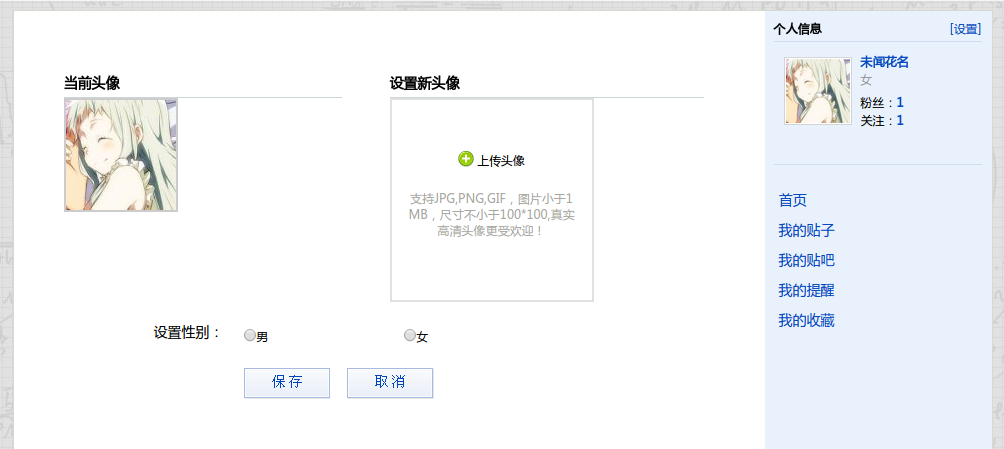 当前头像
设置新头像
上传头像
支持JPG,PNG,GIF，图片小于1
MB，尺寸不小于100*100,真实
高清头像更受欢迎！
设置性别：
男
女
保存
取消
个人信息
[设置]
未闻花名
女
粉丝：1
关注：1
首页
我的贴子
我的贴吧
我的提醒
我的收藏